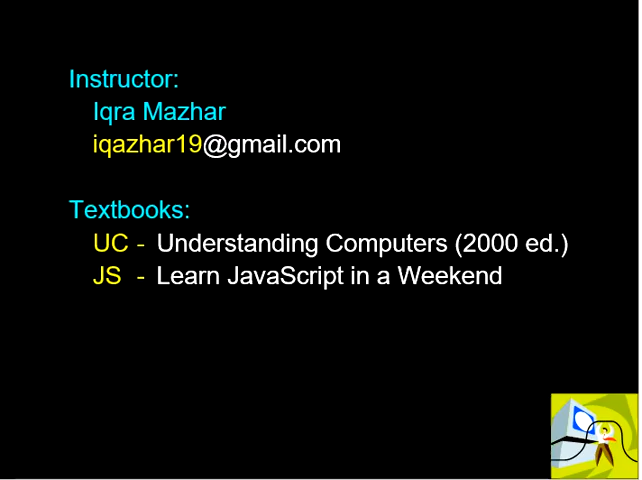 Instructor:
Iqra Mazhar
iqazhar19@gmail.com
Textbooks:
UC - Understanding Computers (2000 ed.)
JS - Learn JavaScript in a Weekend